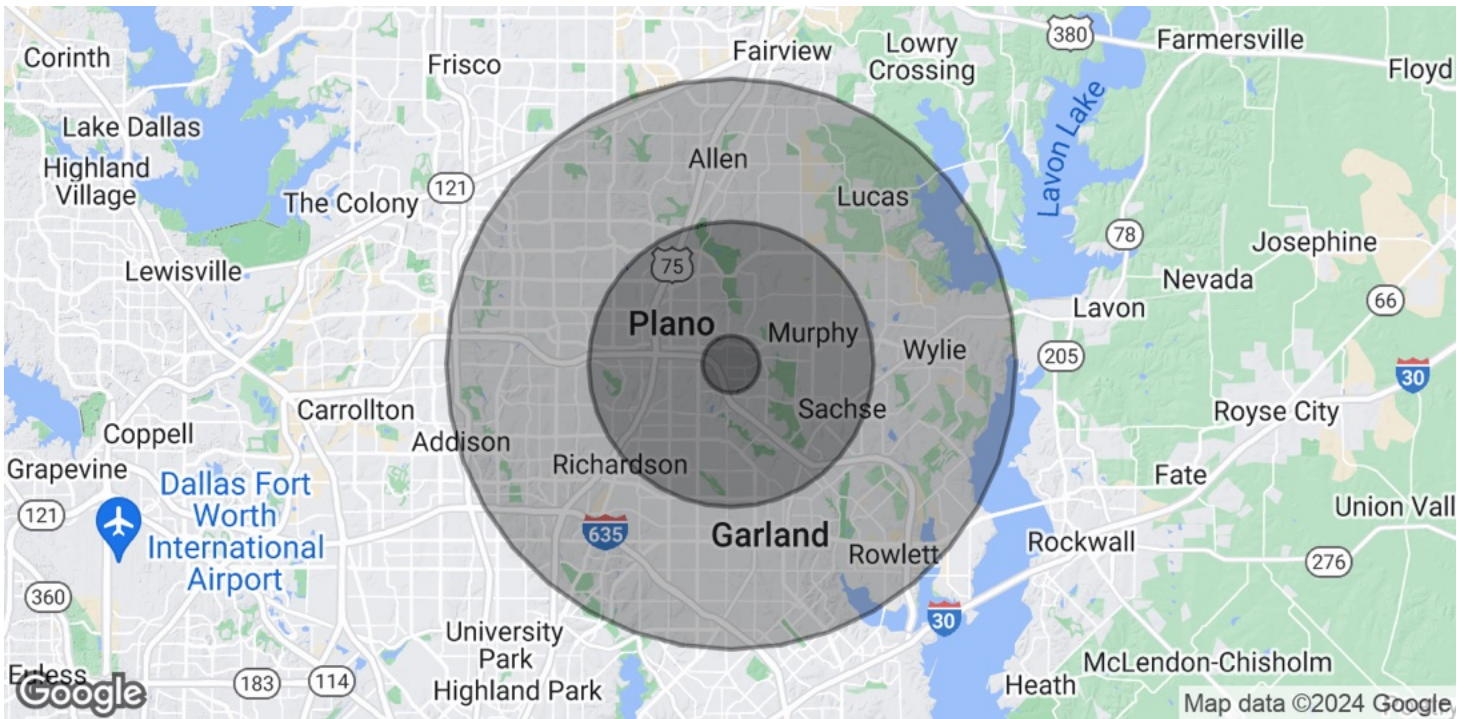 Corinth
Frisco
Fairview
Lowry
Crossing
380
Farmersville
Floyd
Lake Dallas
Highland
Village
The Colony
121
Allen
Lucas
Lavon Lake
78
Josephine
Lewisville
75
Nevada
66
Plano
Murphy
Wylie
Lavon
205
30
Carrollton
Sachse
Royse City
Coppell
Addison
Grapevine
Richardson
Fate
121
Dallas Fort
Worth
International
Airport
635
Garland
Rowlett
Rockwall
Union Vall
276
360
30
University
Park
Highland Park
McLendon-Chisholm
Euless
Google
183
114
Heath
Map data ©2024 Google